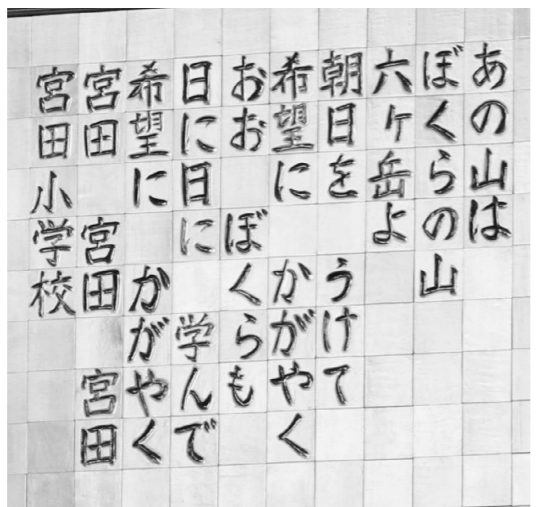 あの山は
ぼくらの山
六ヶ岳よ
朝日を うけて
希望に かがやく
おお ぼくらも
日に日に 学んで
希望に かがやく
宮田 宮田 宮田
宮田小学校